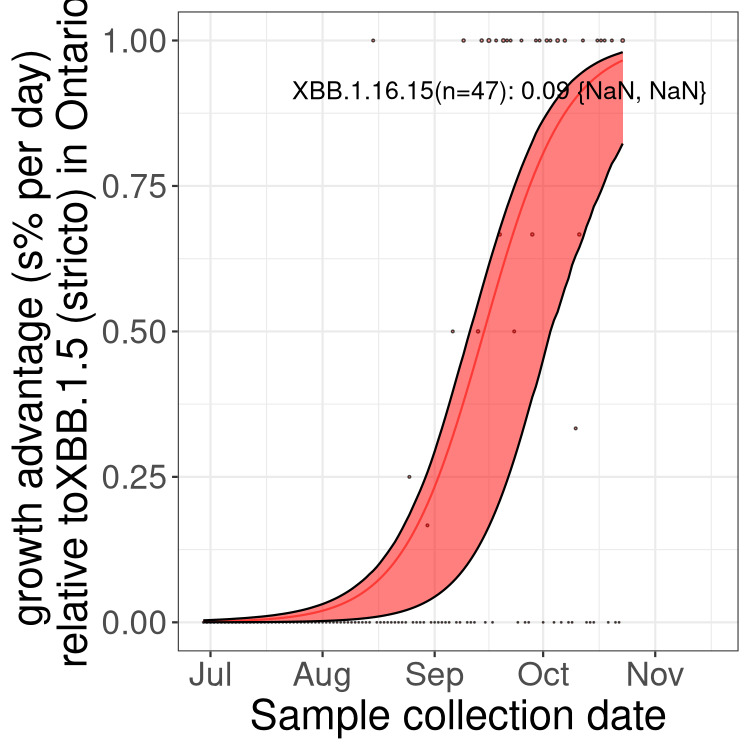 growth advantage (s% per day)
relative toXBB.1.5 (stricto) in Ontario
1.00
0.75
0.50
0.25
0.00
XBB.1.16.15(n=47): 0.09 {NaN, NaN}
Jul
Aug
Sep
Oct
Nov
Sample collection date